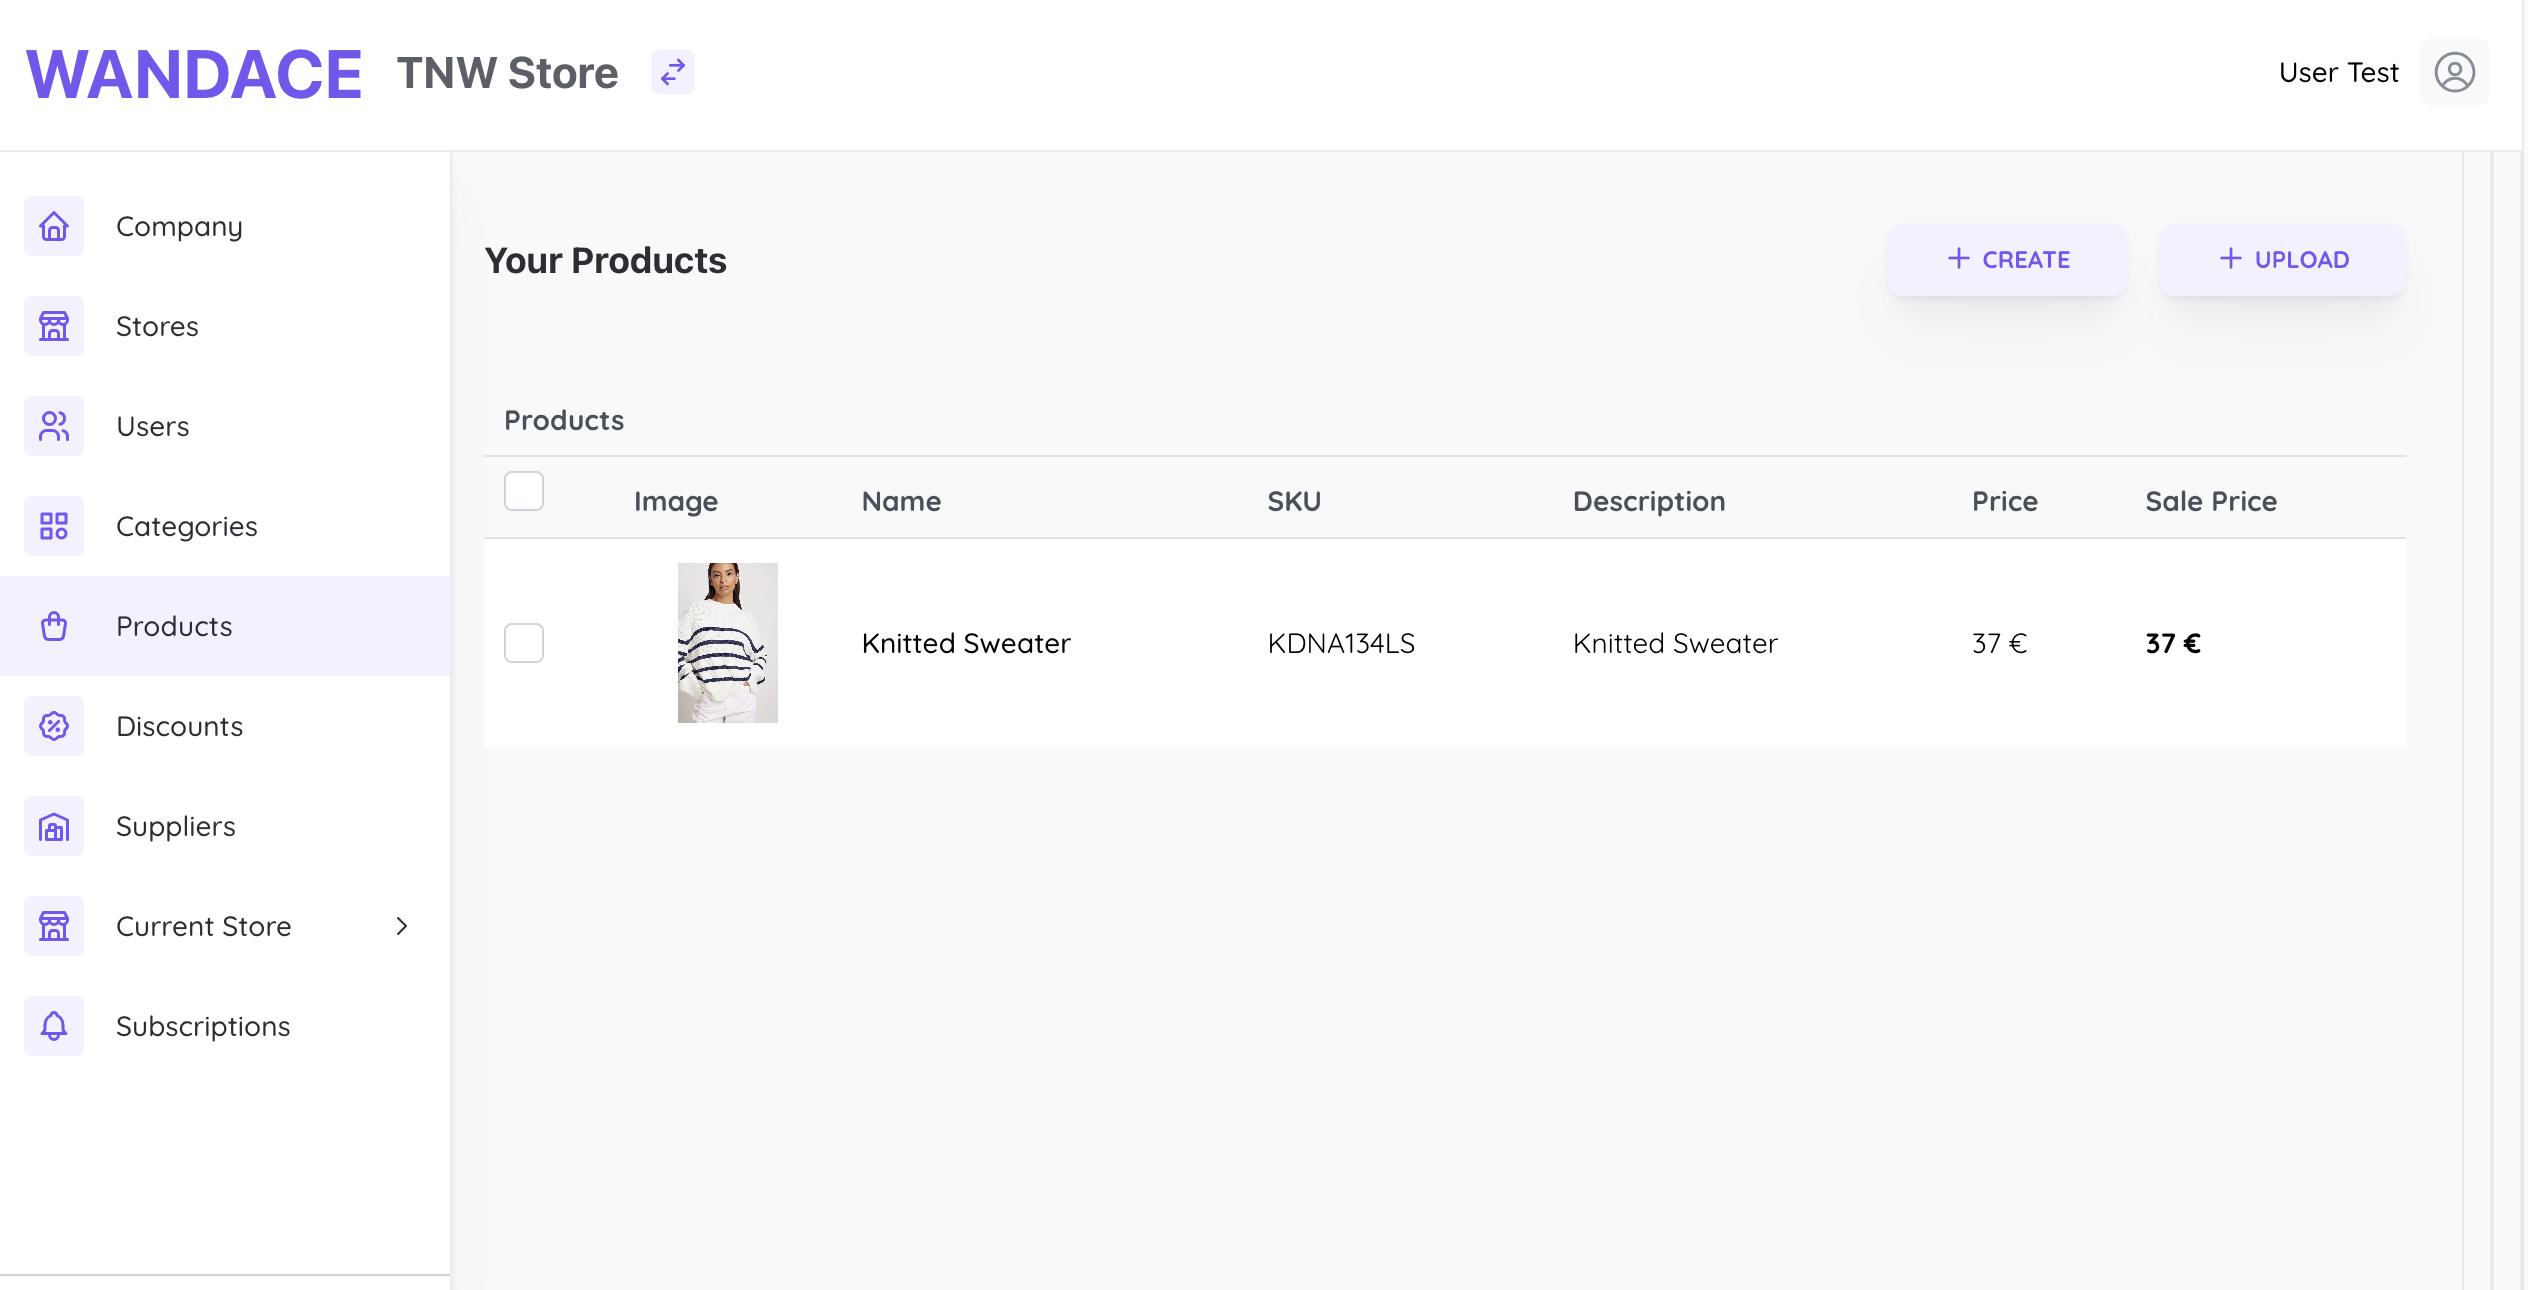 WANDACE TNW Store
User Test
Company
Stores
Users
Categories
Products
Discounts
Suppliers
Current Store
Subscriptions
Your Products
CREATE UPLOAD
Products
Image Name SKU Description Price Sale Price
Knitted Sweater KDNA134LS Knitted Sweater 37 € 37 €